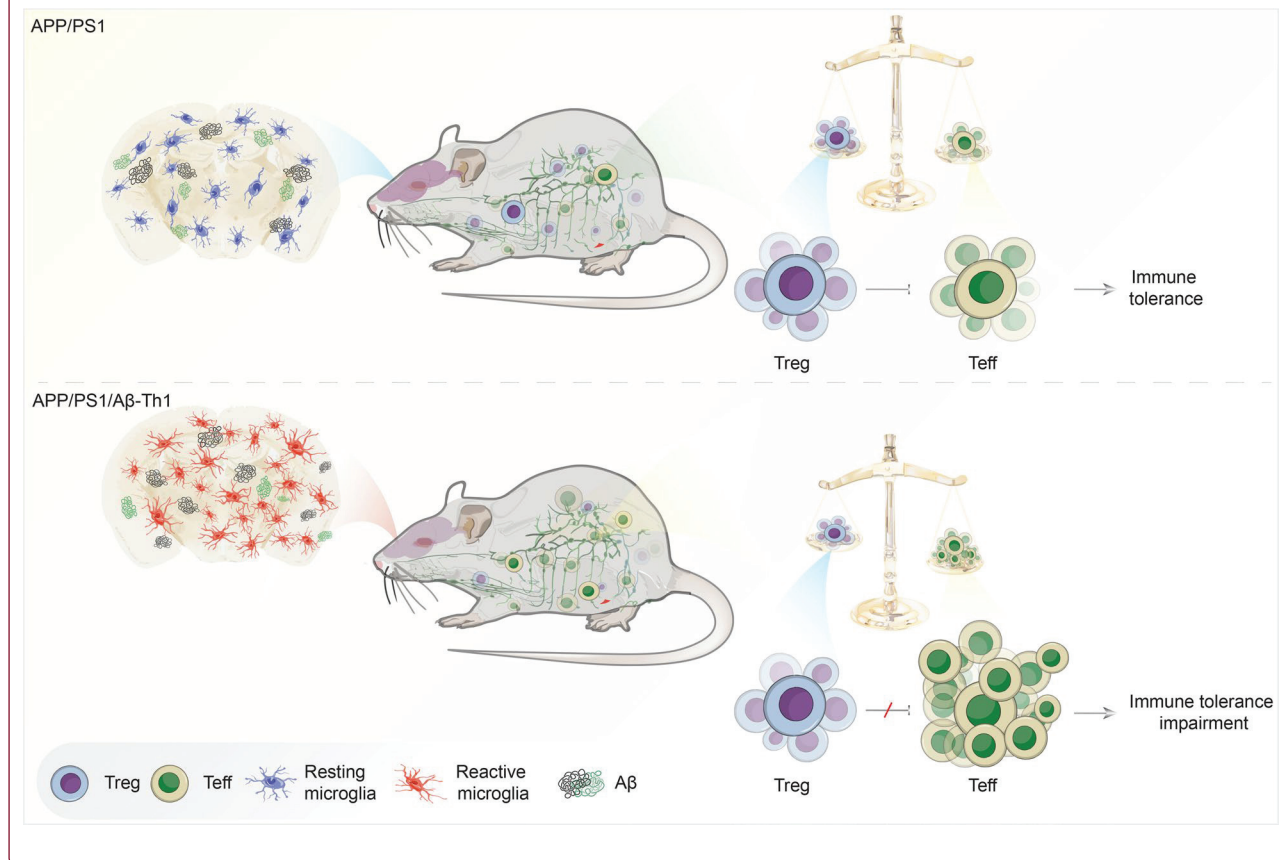 APP/PS1
Immune
tolerance
Treg
Teff
APP/PS1/Aβ-Th1
Immune tolerance
impairment
Treg
Teff
Treg
Teff
Resting
microglia
Reactive
microglia
Aβ